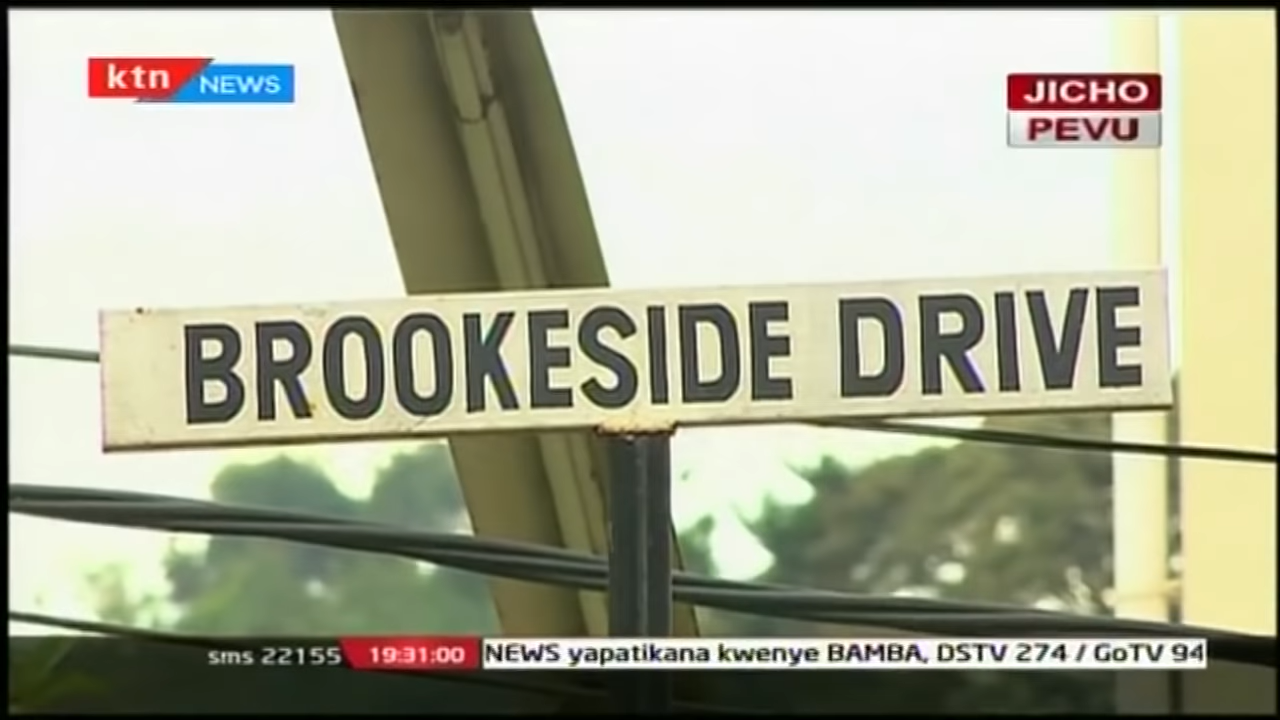 ktn NEWS
JICHO
PEVU
BROOKESIDE DRIVE
sms 22155 19:31:00 NEWS yapatikana kwenye BAMBA, DSTV 274 / GoTV 94